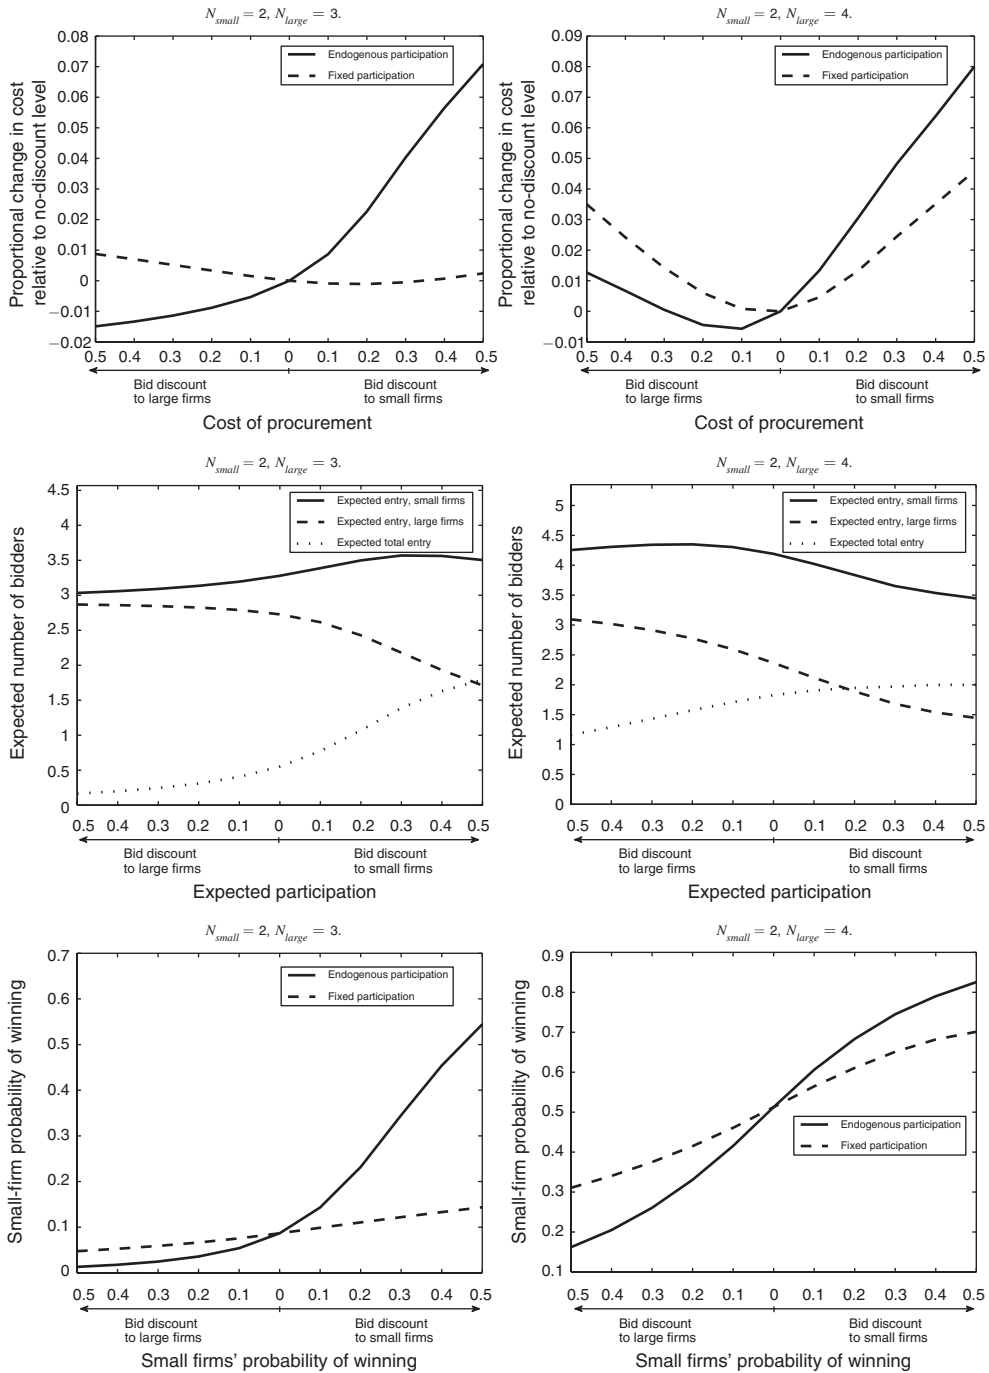 N_small = 2, N_large = 3.
0.08
0.07
0.06
0.05
0.04
0.03
0.02
0.01
0
−0.01
−0.02
Proportional change in cost
relative to no-discount level
Endogenous participation
Fixed participation
0.5 0.4 0.3 0.2 0.1 0 0.1 0.2 0.3 0.4 0.5
Bid discount
to large firms
Bid discount
to small firms
Cost of procurement
N_small = 2, N_large = 4.
0.09
0.08
0.07
0.06
0.05
0.04
0.03
0.02
0.01
0
−0.01
Proportional change in cost
relative to no-discount level
Endogenous participation
Fixed participation
0.5 0.4 0.3 0.2 0.1 0 0.1 0.2 0.3 0.4 0.5
Bid discount
to large firms
Bid discount
to small firms
Cost of procurement
N_small = 2, N_large = 3.
4.5
4
3.5
3
2.5
2
1.5
1
0.5
0
Expected number of bidders
Expected entry, small firms
Expected entry, large firms
Expected total entry
0.5 0.4 0.3 0.2 0.1 0 0.1 0.2 0.3 0.4 0.5
Bid discount
to large firms
Bid discount
to small firms
Expected participation
N_small = 2, N_large = 4.
5
4.5
4
3.5
3
2.5
2
1.5
1
0.5
0
Expected number of bidders
Expected entry, small firms
Expected entry, large firms
Expected total entry
0.5 0.4 0.3 0.2 0.1 0 0.1 0.2 0.3 0.4 0.5
Bid discount
to large firms
Bid discount
to small firms
Expected participation
N_small = 2, N_large = 3.
0.7
0.6
0.5
0.4
0.3
0.2
0.1
0
Small-firm probability of winning
Endogenous participation
Fixed participation
0.5 0.4 0.3 0.2 0.1 0 0.1 0.2 0.3 0.4 0.5
Bid discount
to large firms
Bid discount
to small firms
Small firms' probability of winning
N_small = 2, N_large = 4.
0.9
0.8
0.7
0.6
0.5
0.4
0.3
0.2
0.1
Small-firm probability of winning
Endogenous participation
Fixed participation
0.5 0.4 0.3 0.2 0.1 0 0.1 0.2 0.3 0.4 0.5
Bid discount
to large firms
Bid discount
to small firms
Small firms' probability of winning